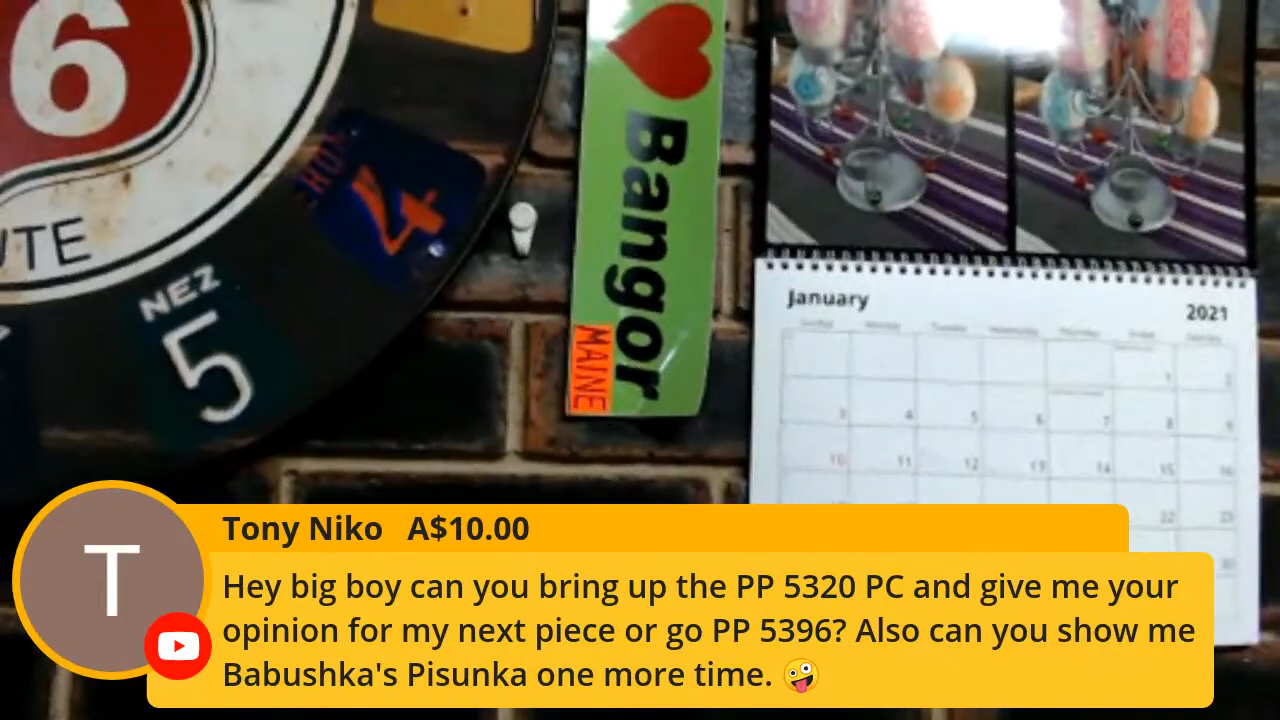 6
UTE
4
NEZ
5
Bangor
MAINE
January 2021
1 2
3 4 5 6 7 8 9
10 11 12 13 14 15 16
22 23
30
T
Tony Niko A$10.00
Hey big boy can you bring up the PP 5320 PC and give me your
opinion for my next piece or go PP 5396? Also can you show me
Babushka's Pisunka one more time. 🤪